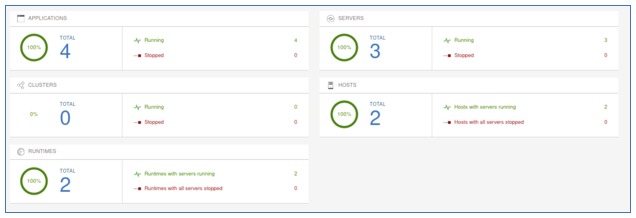 APPLICATIONS
100%
TOTAL
4
Running 4
Stopped 0
SERVERS
100%
TOTAL
3
Running 3
Stopped 0
CLUSTERS
0%
TOTAL
0
Running 0
Stopped 0
HOSTS
100%
TOTAL
2
Hosts with servers running 2
Hosts with all servers stopped 0
RUNTIMES
100%
TOTAL
2
Runtimes with servers running 2
Runtimes with all servers stopped 0